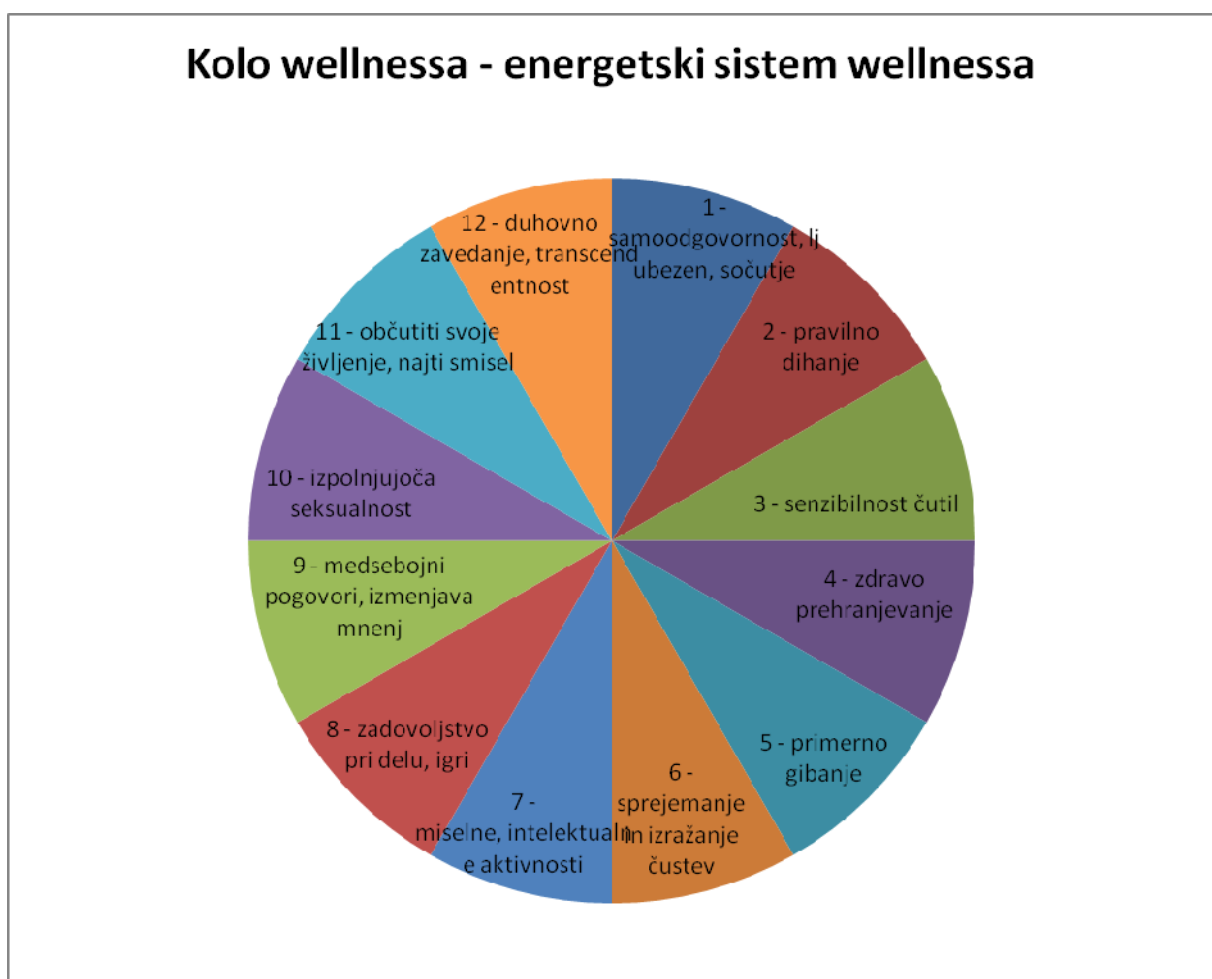 Kolo wellnessa - energetski sistem wellnessa
1 -
samoodgovornost, lj
ubezen, sočutje
2 - pravilno
dihanje
3 - senzibilnost čutil
4 - zdravo
prehranjevanje
5 - primerno
gibanje
6 -
sprejemanje
in izražanje
čustev
7 -
miselne, intelektualn
e aktivnosti
8 - zadovoljstvo
pri delu, igri
9 - medsebojni
pogovori, izmenjava
mnenj
10 - izpolnjujoča
seksualnost
11 - občutiti svoje
življenje, najti smisel
12 - duhovno
zavedanje, transcend
entnost